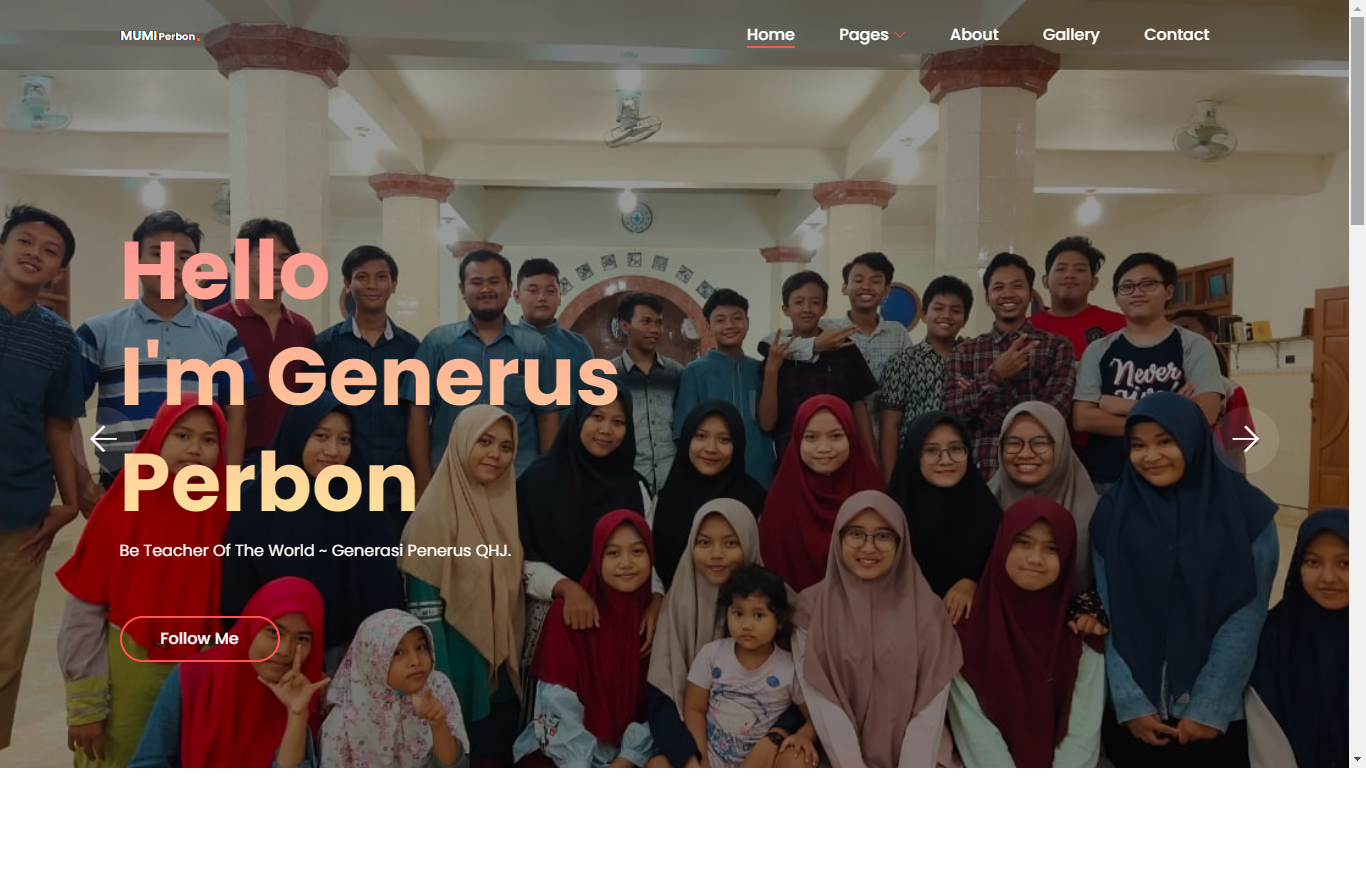 MUMI Perbon.
Home
Pages
About
Gallery
Contact
Hello
I'm Generus
Perbon
Be Teacher Of The World ~ Generasi Penerus QHJ.
Follow Me
Never